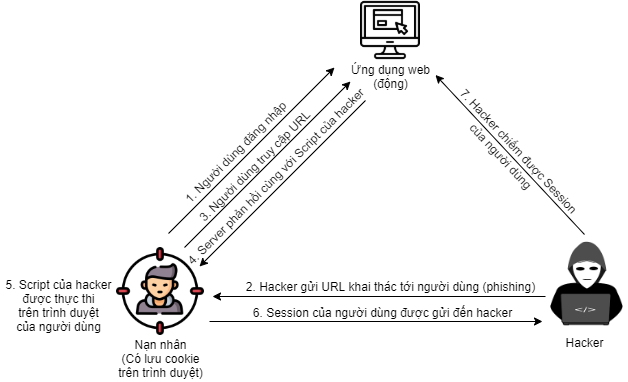 Ứng dụng web
(động)
1. Người dùng đăng nhập
3. Người dùng truy cập URL
4. Server phản hồi cùng với Script của hacker
7. Hacker chiếm được Session
của người dùng
5. Script của hacker
được thực thi
trên trình duyệt
của người dùng
2. Hacker gửi URL khai thác tới người dùng (phishing)
6. Session của người dùng được gửi đến hacker
</>
Nạn nhân
(Có lưu cookie
trên trình duyệt)
Hacker